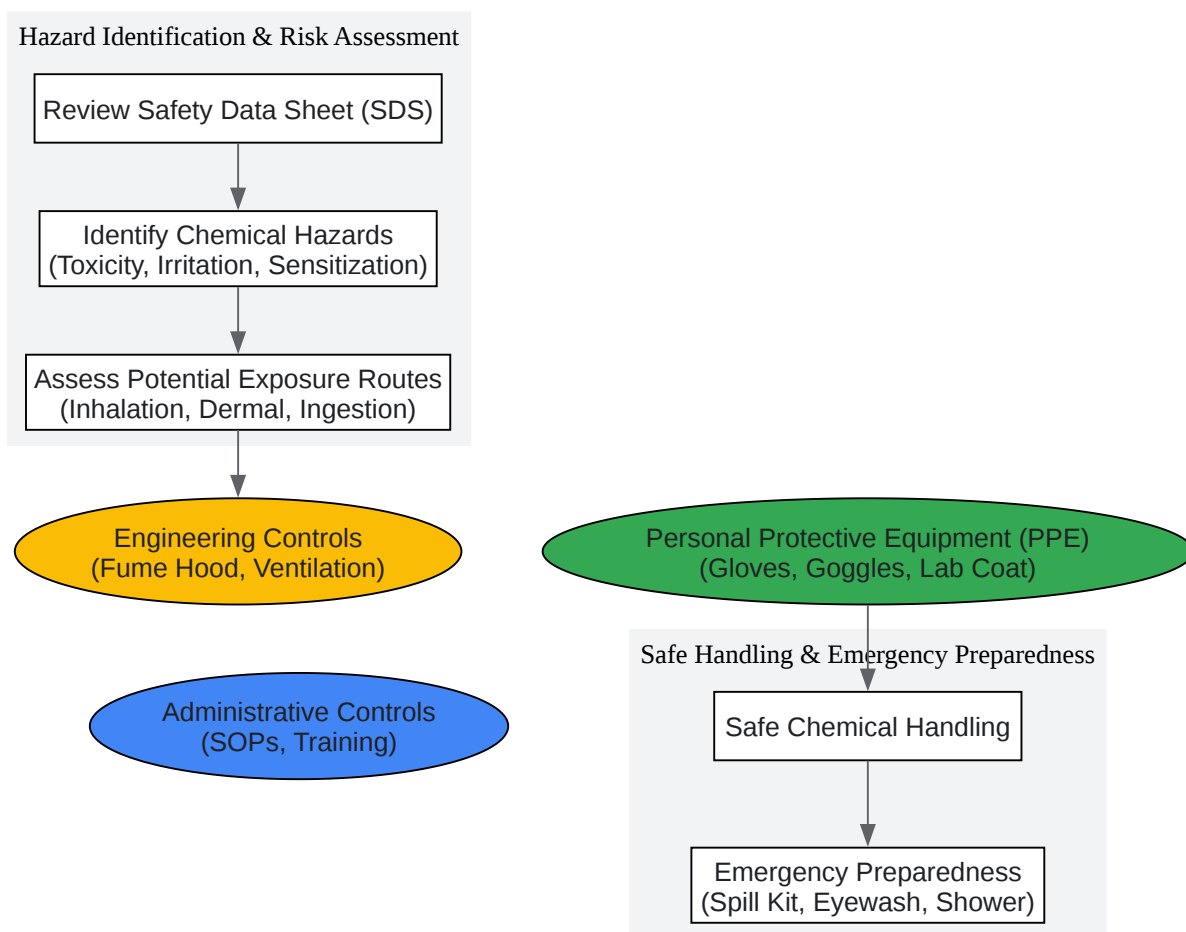 Hazard Identification & Risk Assessment
Review Safety Data Sheet (SDS)
Identify Chemical Hazards
(Toxicity, Irritation, Sensitization)
Assess Potential Exposure Routes
(Inhalation, Dermal, Ingestion)
Engineering Controls
(Fume Hood, Ventilation)
Administrative Controls
(SOPs, Training)
Personal Protective Equipment (PPE)
(Gloves, Goggles, Lab Coat)
Safe Handling & Emergency Preparedness
Safe Chemical Handling
Emergency Preparedness
(Spill Kit, Eyewash, Shower)